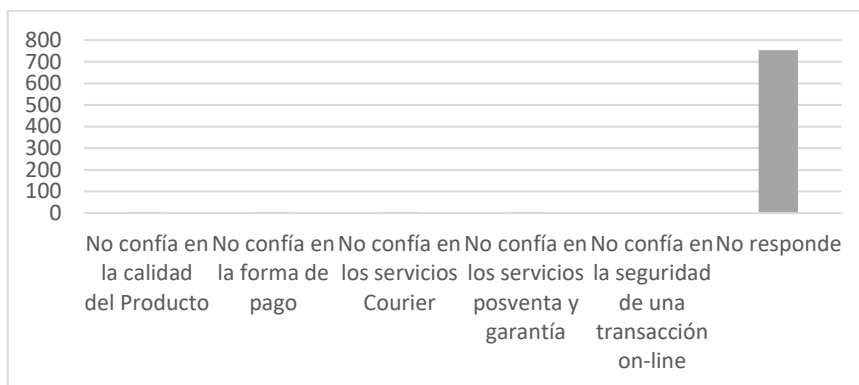 800
700
600
500
400
300
200
100
0
No confía en
la calidad
del Producto
No confía en
la forma de
pago
No confía en
los servicios
Courier
No confía en
los servicios
posventa y
garantía
No confía en
la seguridad
de una
transacción
on-line
No responde